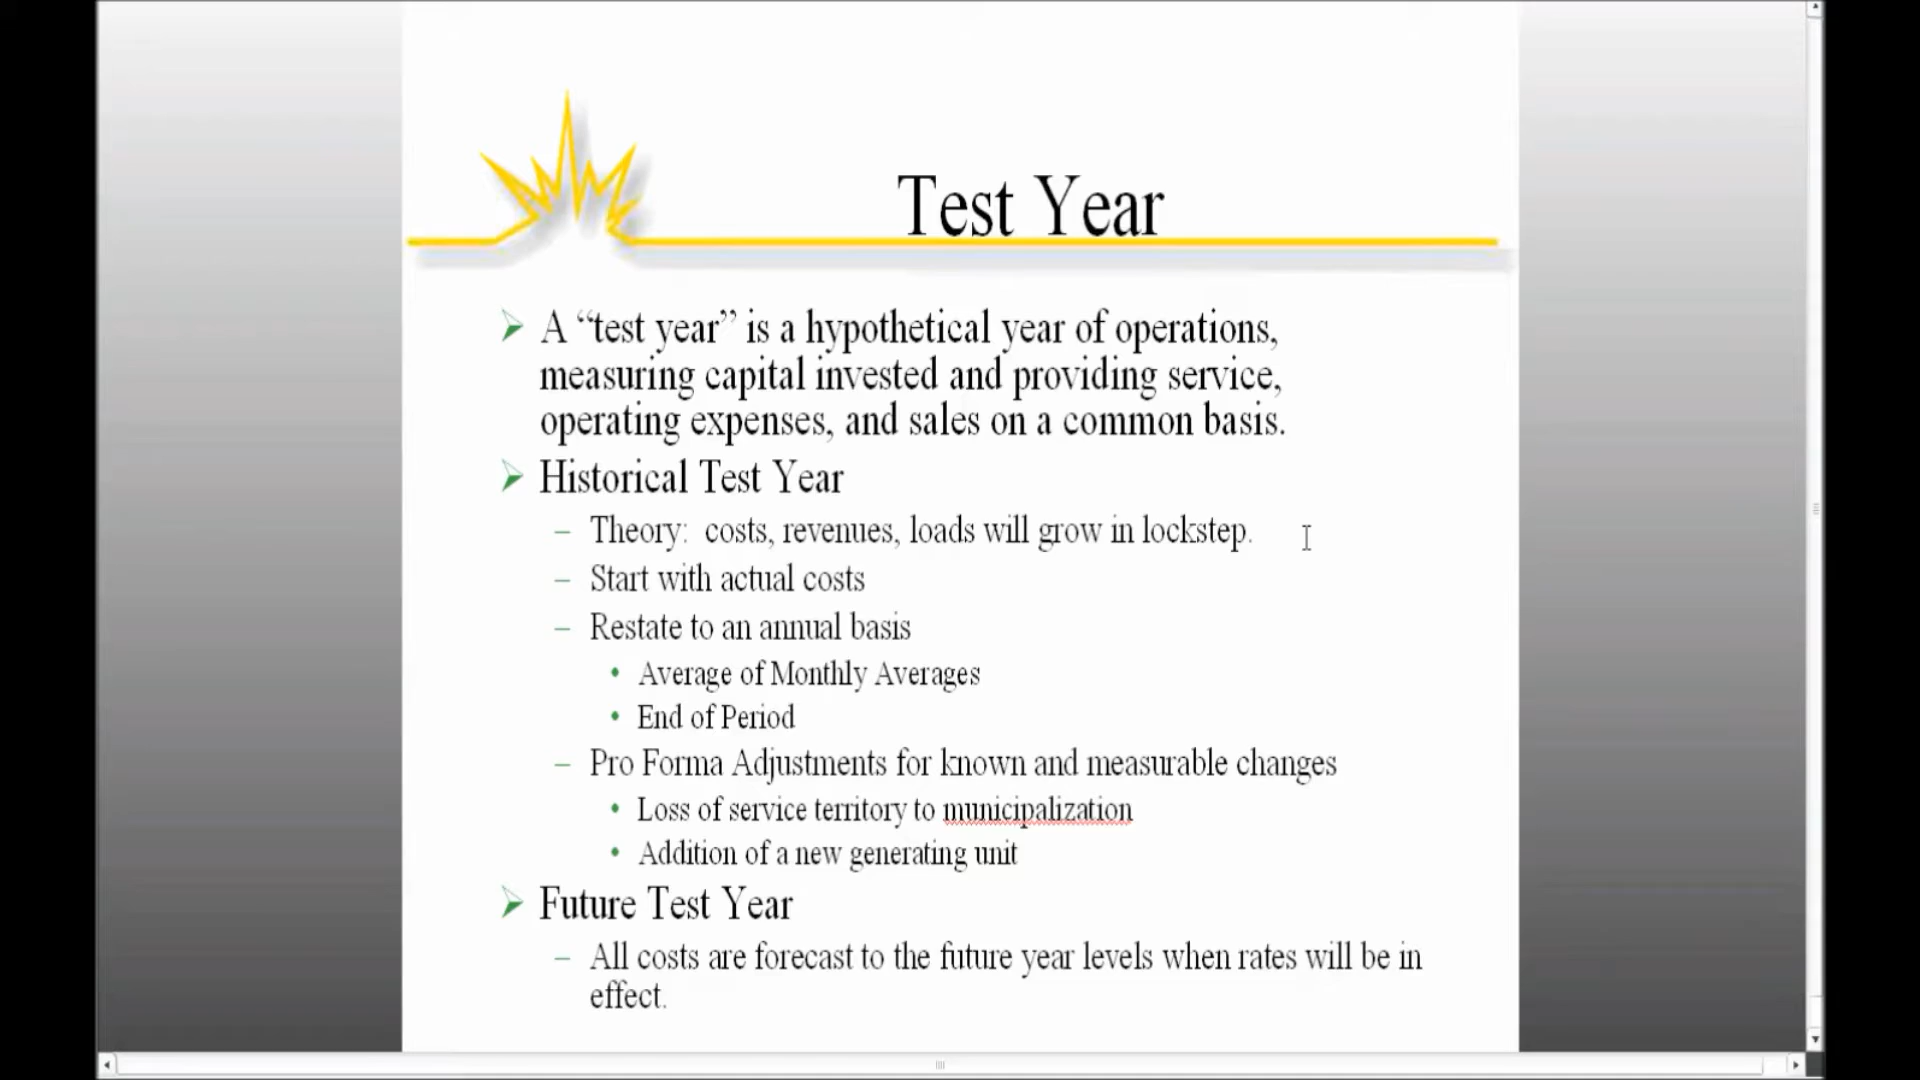 Test Year
A “test year” is a hypothetical year of operations,
measuring capital invested and providing service,
operating expenses, and sales on a common basis.
Historical Test Year
– Theory:  costs, revenues, loads will grow in lockstep.
– Start with actual costs
– Restate to an annual basis
• Average of Monthly Averages
• End of Period
– Pro Forma Adjustments for known and measurable changes
• Loss of service territory to municipalization
• Addition of a new generating unit
Future Test Year
– All costs are forecast to the future year levels when rates will be in
effect.